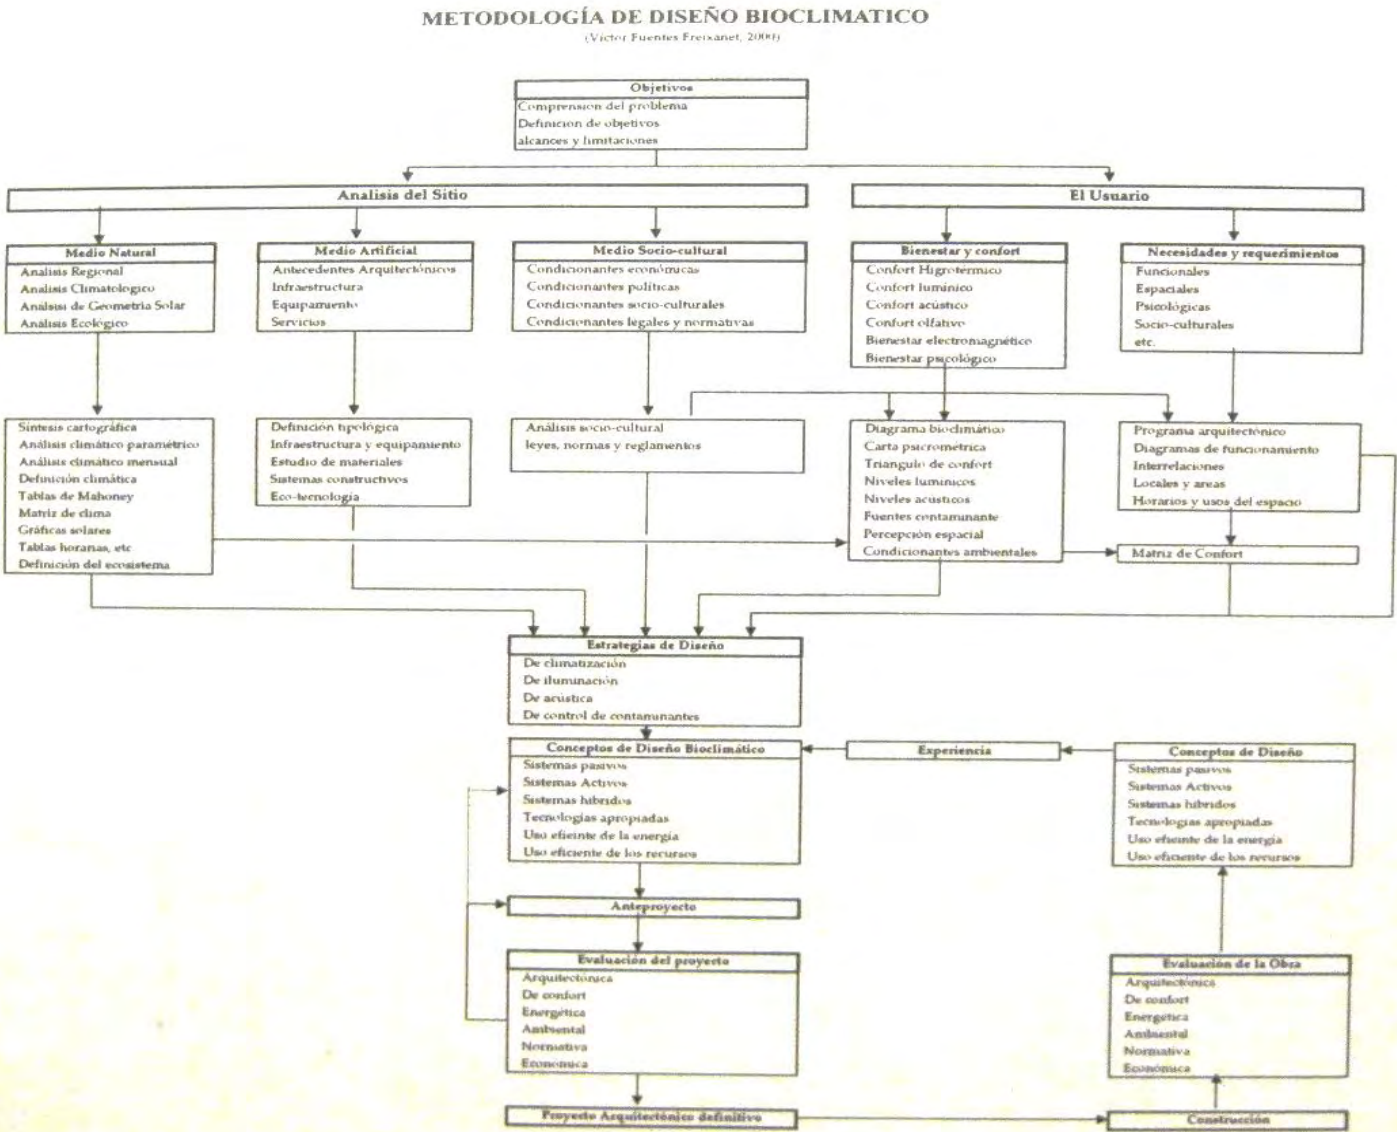 METODOLOGÍA DE DISEÑO BIOCLIMATICO
(Víctor Fuentes Freixanet, 2000)
Objetivos
Comprension del problema
Definicion de objetivos
alcances y limitaciones
Analisis del Sitio
El Usuario
Medio Natural
Analisis Regional
Analisis Climatologico
Analisis de Geometria Solar
Analisis Ecológico
Medio Artificial
Antecedentes Arquitectónicos
Infraestructura
Equipamiento
Servicios
Medio Socio-cultural
Condicionantes económicas
Condicionantes políticas
Condicionantes socio-culturales
Condicionantes legales y normativas
Bienestar y confort
Confort Higrotérmico
Confort lumínico
Confort acústico
Confort olfativo
Bienestar electromagnético
Bienestar psicológico
Necesidades y requerimientos
Funcionales
Espaciales
Psicológicas
Socio-culturales
etc.
Síntesis cartográfica
Análisis climático paramétrico
Análisis climático mensual
Definición climática
Tablas de Mahoney
Matriz de clima
Gráficas solares
Tablas horarias, etc
Definición del ecosistema
Definición tipológica
Infraestructura y equipamiento
Estudio de materiales
Sistemas constructivos
Eco-tecnología
Análisis socio-cultural
leyes, normas y reglamentos
Diagrama bioclimático
Carta psicrométrica
Triangulo de confort
Niveles lumínicos
Niveles acústicos
Fuentes contaminante
Percepción espacial
Condicionantes ambientales
Programa arquitectónico
Diagramas de funcionamiento
Interrelaciones
Locales y areas
Horarios y usos del espacio
Matriz de Confort
Estrategias de Diseño
De climatización
De iluminación
De acústica
De control de contaminantes
Conceptos de Diseño Bioclimático
Sistemas pasivos
Sistemas Activos
Sistemas híbridos
Tecnologías apropiadas
Uso efieinte de la energía
Uso eficiente de los recursos
Experiencia
Conceptos de Diseño
Sistemas pasivos
Sistemas Activos
Sistemas híbridos
Tecnologías apropiadas
Uso efieinte de la energía
Uso eficiente de los recursos
Anteproyecto
Evaluación del proyecto
Arquitectónica
De confort
Energética
Ambiental
Normativa
Económica
Evaluación de la Obra
Arquitectónica
De confort
Energética
Ambiental
Normativa
Económica
Proyecto Arquitectónico definitivo
Construcción